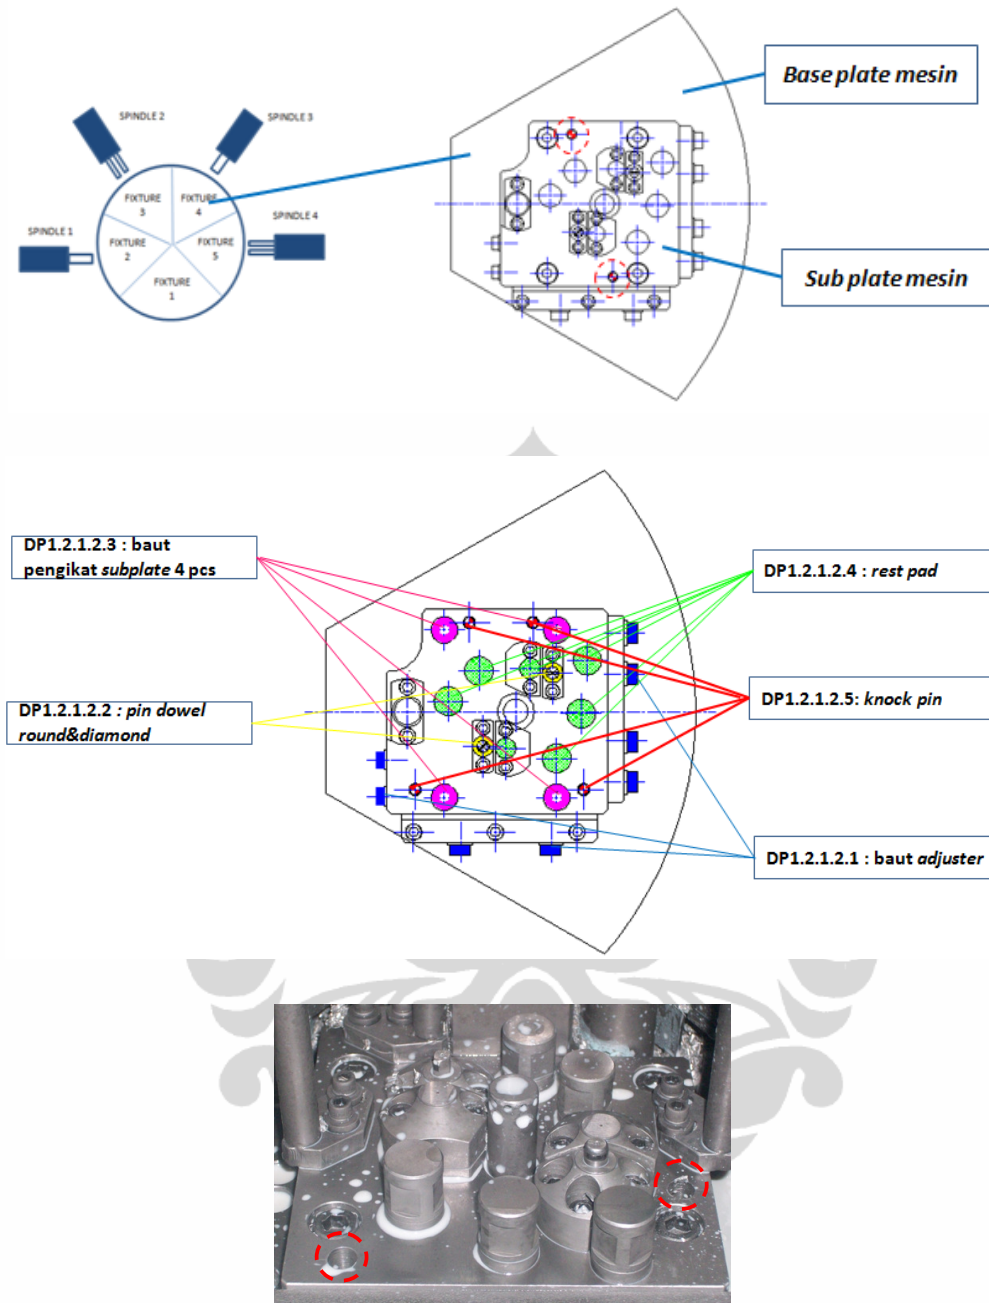 Base plate mesin
SPINDLE 2
SPINDLE 3
FIXTURE
3
FIXTURE
4
SPINDLE 1
SPINDLE 4
FIXTURE
2
FIXTURE
5
FIXTURE
1
Sub plate mesin
DP1.2.1.2.3 : baut
pengikat subplate 4 pcs
DP1.2.1.2.4 : rest pad
DP1.2.1.2.2 : pin dowel
round&diamond
DP1.2.1.2.5: knock pin
DP1.2.1.2.1 : baut adjuster